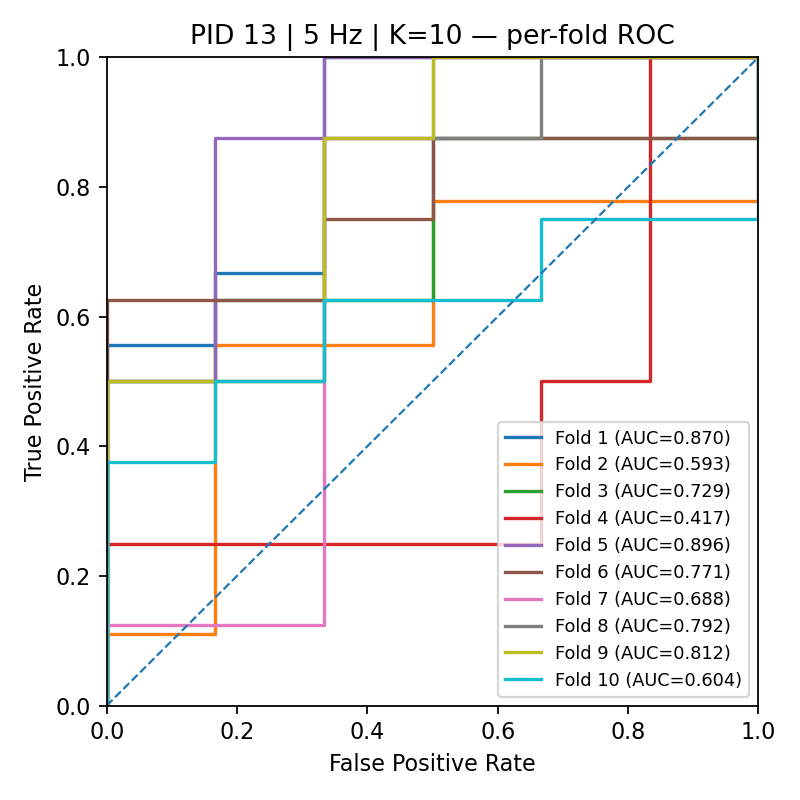 PID 13 | 5 Hz | K=10 — per-fold ROC
1.0
0.8
0.6
0.4
0.2
0.0
True Positive Rate
Fold 1 (AUC=0.870)
Fold 2 (AUC=0.593)
Fold 3 (AUC=0.729)
Fold 4 (AUC=0.417)
Fold 5 (AUC=0.896)
Fold 6 (AUC=0.771)
Fold 7 (AUC=0.688)
Fold 8 (AUC=0.792)
Fold 9 (AUC=0.812)
Fold 10 (AUC=0.604)
0.0 0.2 0.4 0.6 0.8 1.0
False Positive Rate